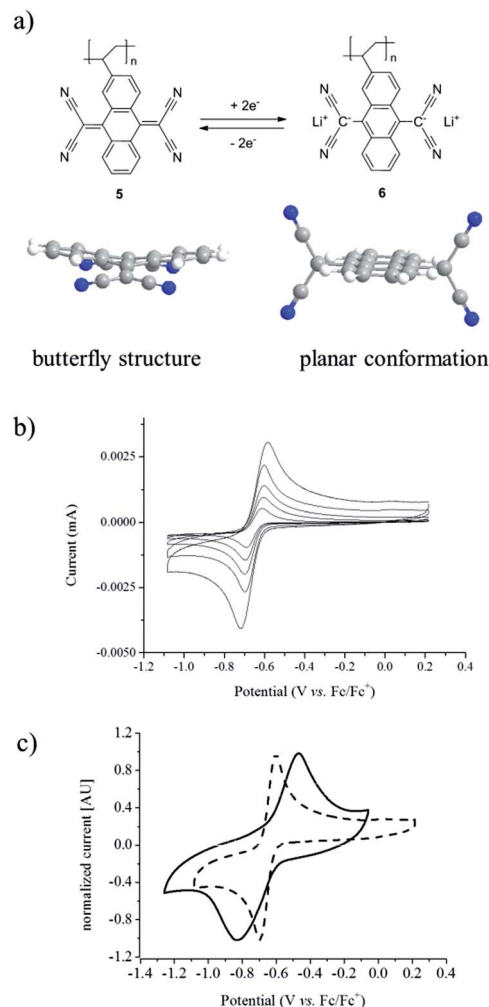 a)
n
n
N
N
N
N
+ 2e⁻
- 2e⁻
N
N
N
N
Li⁺
C⁻
C⁻
Li⁺
5
6
butterfly structure
planar conformation
b)
0.0025
0.0000
-0.0025
-0.0050
Current (mA)
-1.2 -1.0 -0.8 -0.6 -0.4 -0.2 0.0 0.2 0.4
Potential (V vs. Fc/Fc⁺)
c)
1.2
0.8
0.4
0.0
-0.4
-0.8
-1.2
normalized current [AU]
-1.4 -1.2 -1.0 -0.8 -0.6 -0.4 -0.2 0.0 0.2 0.4
Potential (V vs. Fc/Fc⁺)